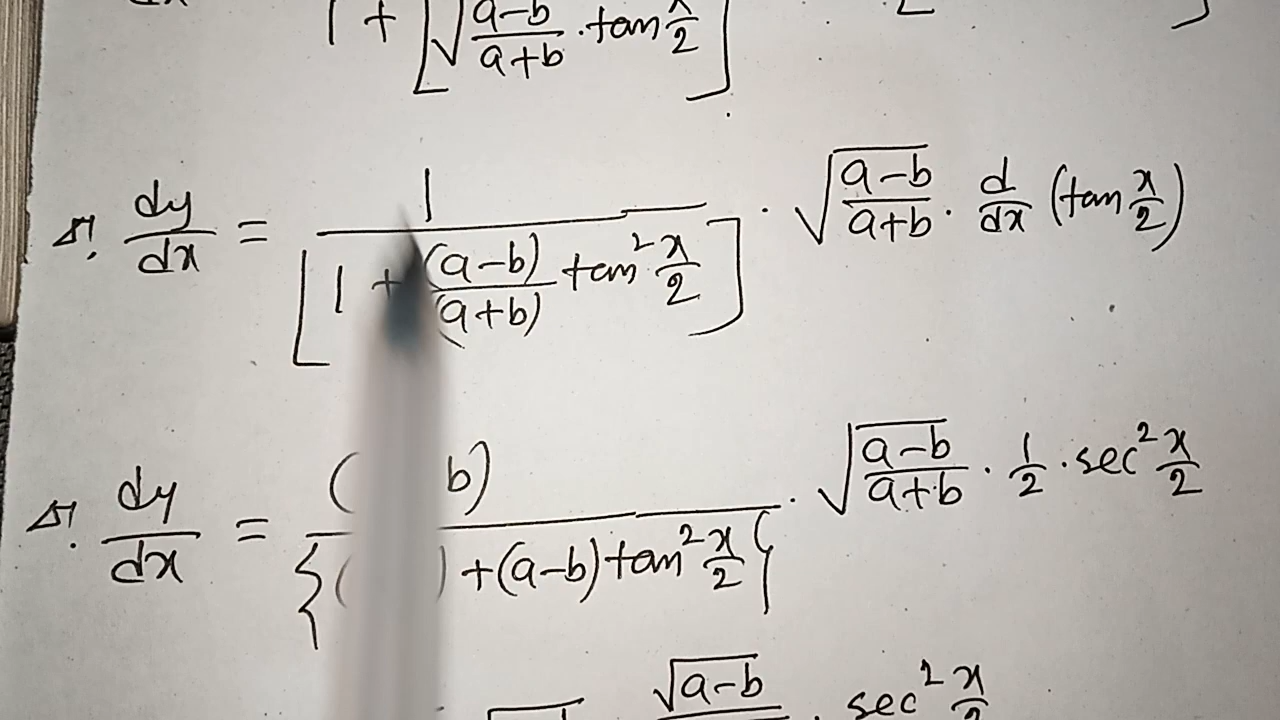 1 + [√(a-b)/(a+b) · tan x/2]
या, dy/dx = 1/[1 + (a-b)/(a+b) tan² x/2] · √(a-b)/(a+b) · d/dx (tan x/2)
या, dy/dx = ( b)/{( ) + (a-b) tan² x/2} · √(a-b)/(a+b) · 1/2 · sec² x/2
√(a-b) · sec² x/2